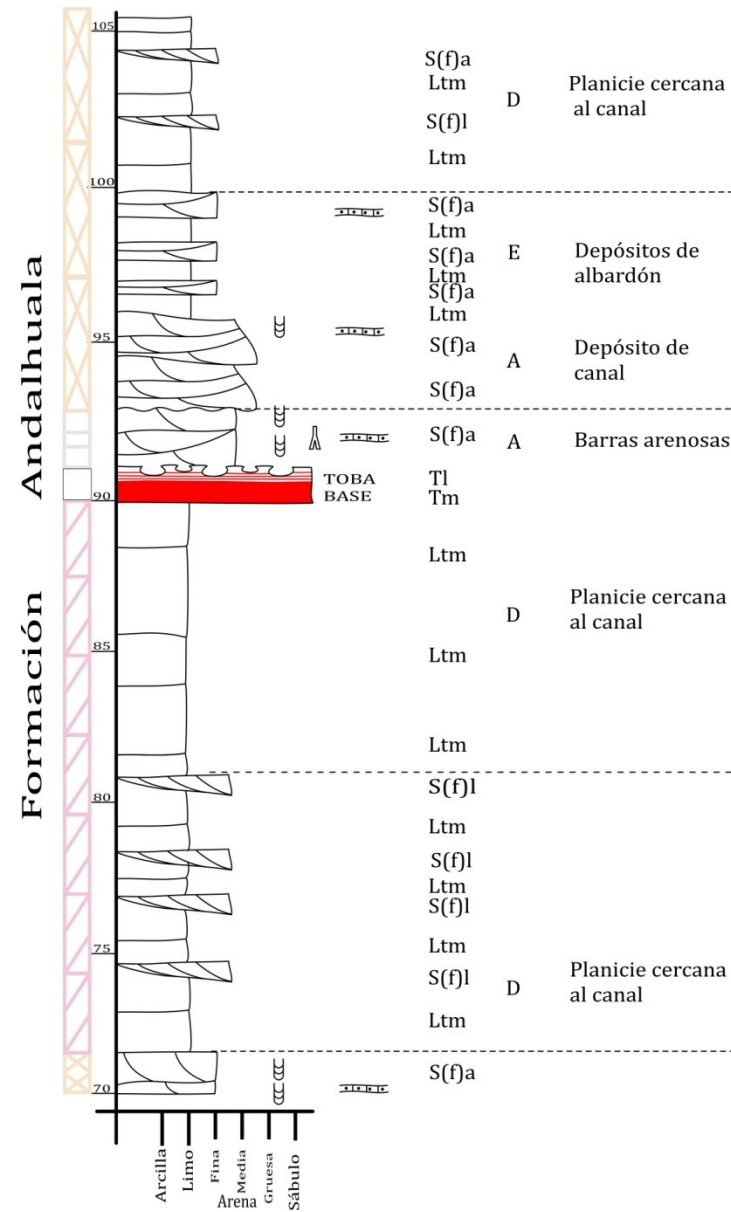 105
S(f)a
Ltm
D
Planicie cercana
al canal
S(f)l
Ltm
100
S(f)a
Ltm
S(f)a
E
Depósitos de
albardón
Ltm
S(f)a
Ltm
95
S(f)a
A
Depósito de
canal
S(f)a
S(f)a
A
Barras arenosas
TOBA
BASE
Tl
Tm
90
Ltm
D
Planicie cercana
al canal
85
Ltm
Ltm
80
S(f)l
Ltm
S(f)l
Ltm
S(f)l
75
Ltm
S(f)l
D
Planicie cercana
al canal
Ltm
70
S(f)a
Formación Andalhuala
Arcilla
Limo
Fina
Media
Gruesa
Sábulo
Arena